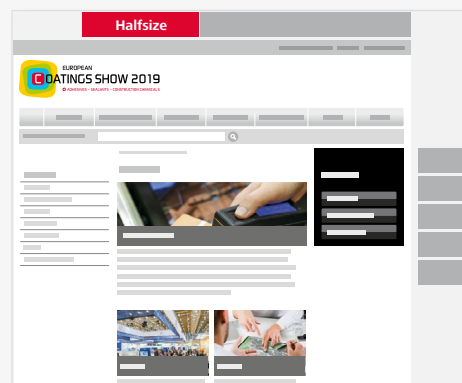 Halfsize
EUROPEAN
COATINGS SHOW 2019
ADHESIVES – SEALANTS – CONSTRUCTION CHEMICALS